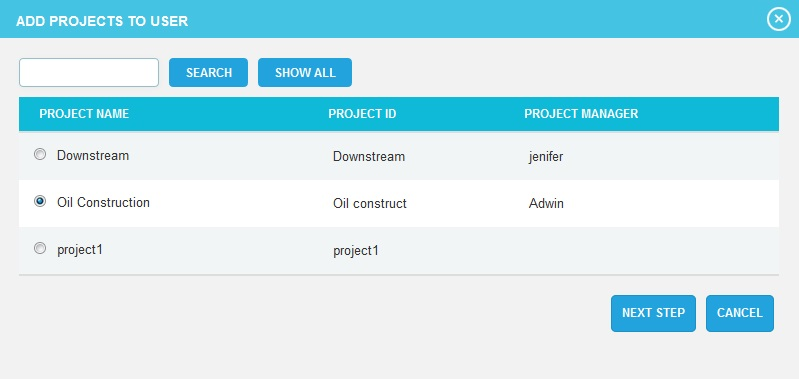 ADD PROJECTS TO USER
SEARCH SHOW ALL
PROJECT NAME PROJECT ID PROJECT MANAGER
Downstream Downstream jenifer
Oil Construction Oil construct Adwin
project1 project1
NEXT STEP CANCEL